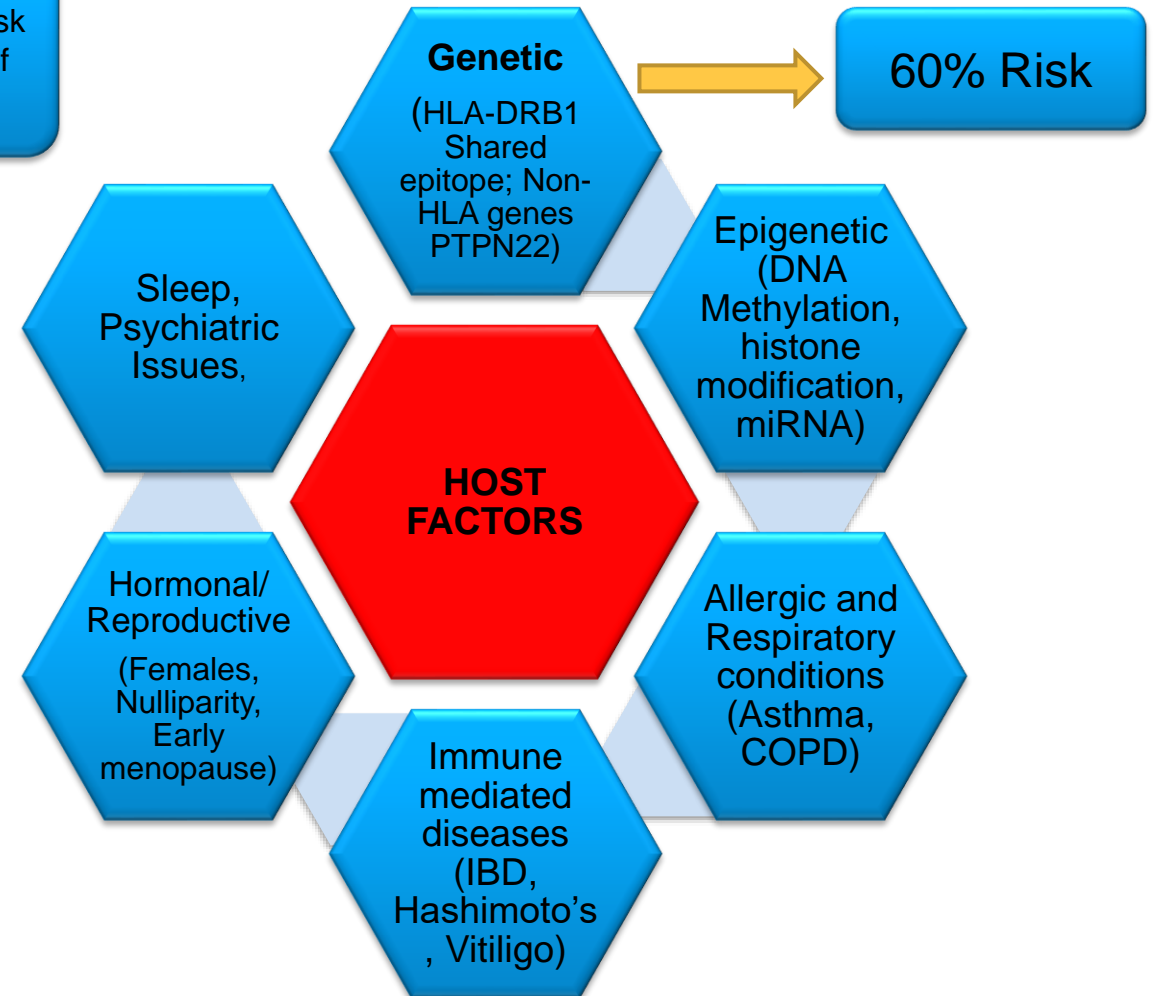 sk
f
Genetic
(HLA-DRB1
Shared
epitope; Non-
HLA genes
PTPN22)
60% Risk
Epigenetic
(DNA
Methylation,
histone
modification,
miRNA)
Allergic and
Respiratory
conditions
(Asthma,
COPD)
Immune
mediated
diseases
(IBD,
Hashimoto's
, Vitiligo)
Hormonal/
Reproductive
(Females,
Nulliparity,
Early
menopause)
Sleep,
Psychiatric
Issues,
HOST
FACTORS